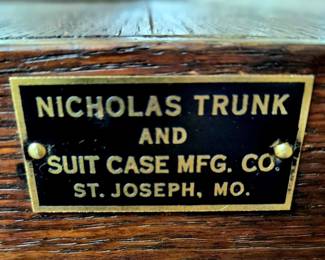 NICHOLAS TRUNK
AND
SUIT CASE MFG. CO.
ST. JOSEPH, MO.